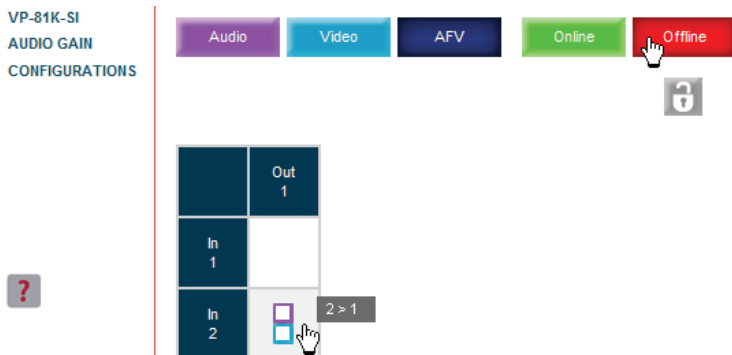 VP-81K-SI
AUDIO GAIN
CONFIGURATIONS
Audio
Video
AFV
Online
Offline
Out
1
In
1
?
In
2
2 > 1